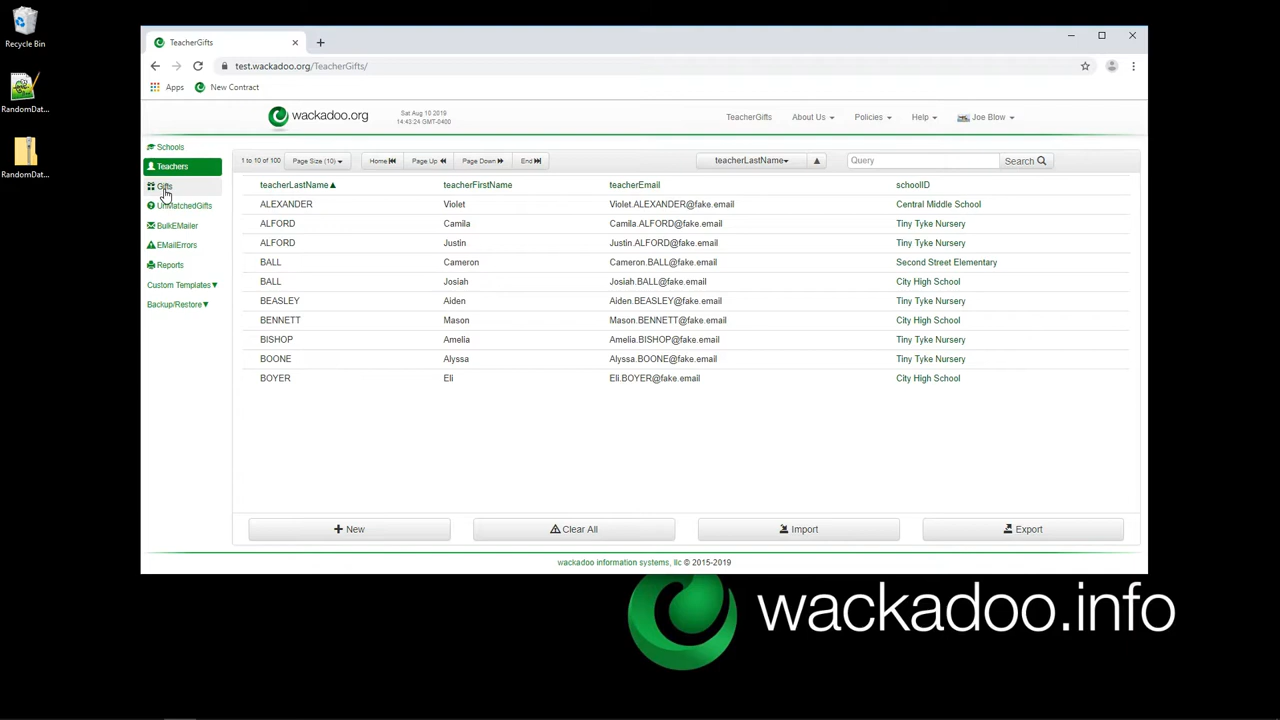 Recycle Bin
RandomDat...
RandomDat...
TeacherGifts
test.wackadoo.org/TeacherGifts/
Apps New Contract
wackadoo.org
Sat Aug 10 2019
14:43:24 GMT-0400
TeacherGifts About Us Policies Help Joe Blow
Schools
Teachers
Gifts
UnmatchedGifts
BulkEMailer
EMailErrors
Reports
Custom Templates▼
Backup/Restore▼
1 to 10 of 100 Page Size (10) Home Page Up Page Down End teacherLastName ▲ Query Search
teacherLastName▲ teacherFirstName teacherEmail schoolID
ALEXANDER Violet Violet.ALEXANDER@fake.email Central Middle School
ALFORD Camila Camila.ALFORD@fake.email Tiny Tyke Nursery
ALFORD Justin Justin.ALFORD@fake.email Tiny Tyke Nursery
BALL Cameron Cameron.BALL@fake.email Second Street Elementary
BALL Josiah Josiah.BALL@fake.email City High School
BEASLEY Aiden Aiden.BEASLEY@fake.email Tiny Tyke Nursery
BENNETT Mason Mason.BENNETT@fake.email City High School
BISHOP Amelia Amelia.BISHOP@fake.email Tiny Tyke Nursery
BOONE Alyssa Alyssa.BOONE@fake.email Tiny Tyke Nursery
BOYER Eli Eli.BOYER@fake.email City High School
New Clear All Import Export
wackadoo information systems, llc © 2015-2019
wackadoo.info